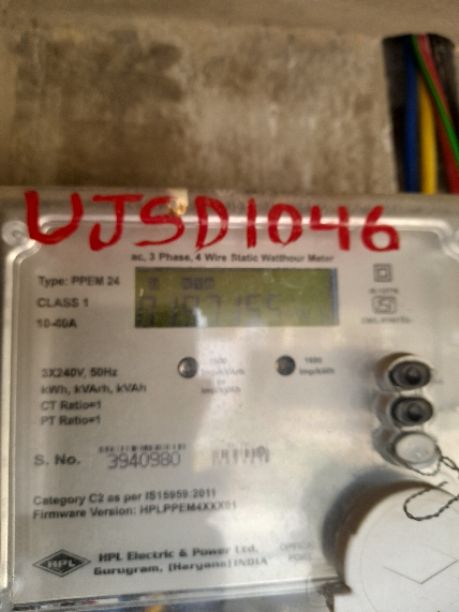 UJSD1046
ac, 3 Phase, 4 Wire Static Watthour Meter
Type: PPEM 24
CLASS 1
10-40A
3X240V, 50Hz
kWh, kVArh, kVAh
CT Ratio=1
PT Ratio=1
S. No. 3940980
Category C2 as per IS15959:2011
Firmware Version: HPLPPEM4XXX01
HPL
HPL Electric & Power Ltd.
Gurugram, (Haryana) INDIA